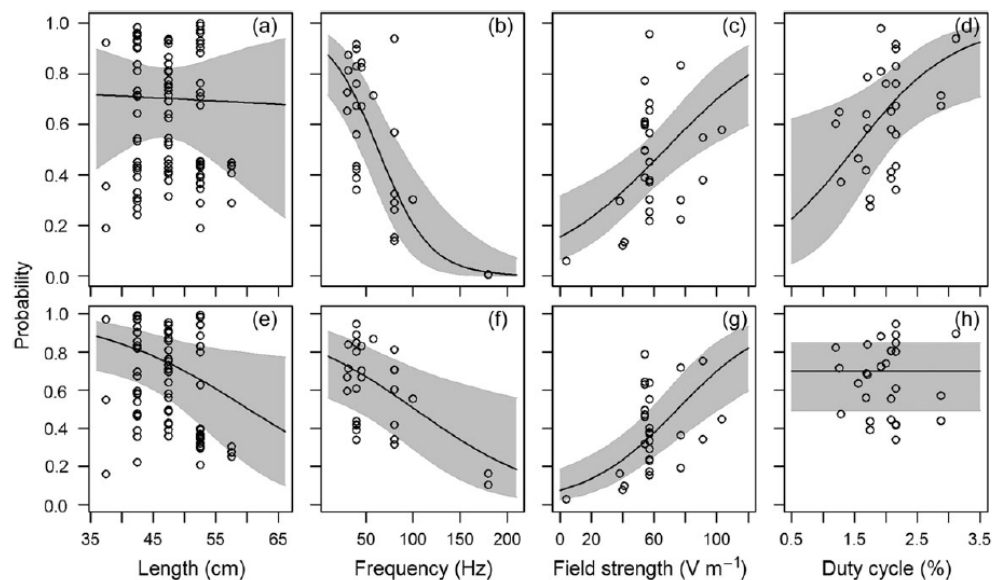 (a) (b) (c) (d)
1.0
0.8
0.6
0.4
0.2
0.0
Probability
(e) (f) (g) (h)
1.0
0.8
0.6
0.4
0.2
0.0
35 45 55 65 0 50 100 150 200 0 20 60 100 0.5 1.5 2.5 3.5
Length (cm) Frequency (Hz) Field strength (V m⁻¹) Duty cycle (%)